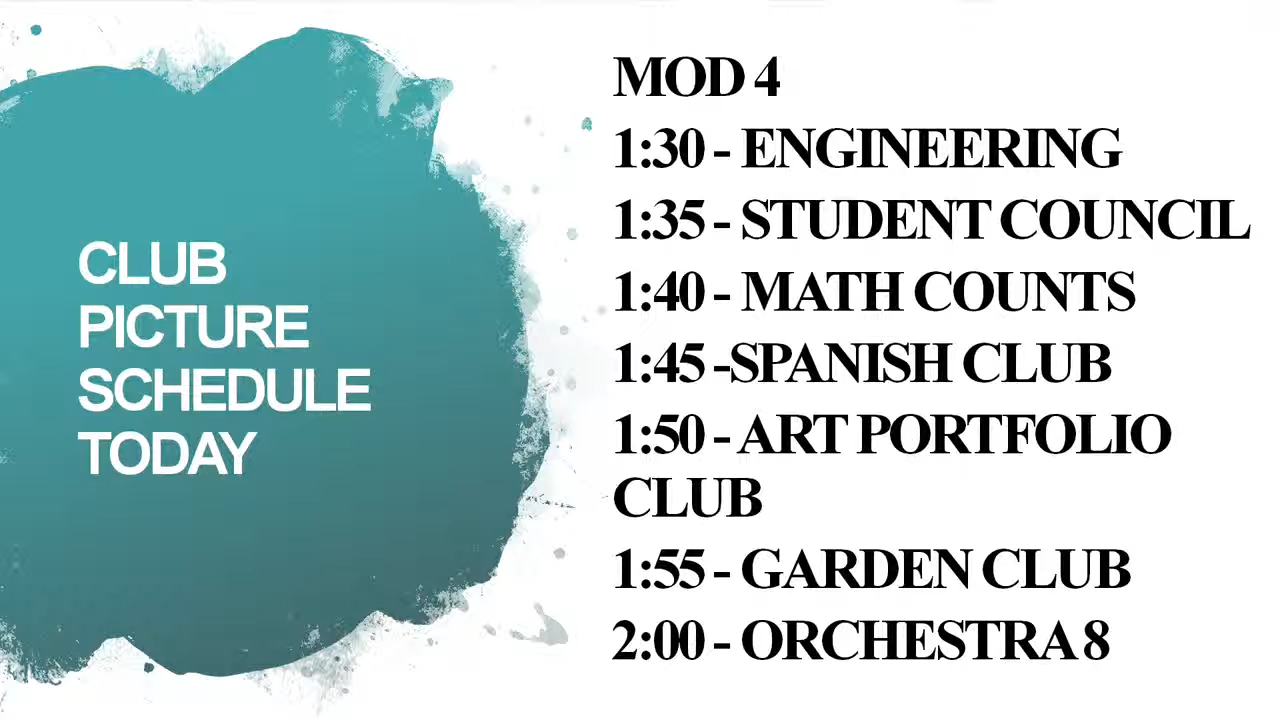 CLUB
PICTURE
SCHEDULE
TODAY
MOD 4
1:30 - ENGINEERING
1:35 - STUDENT COUNCIL
1:40 - MATH COUNTS
1:45 -SPANISH CLUB
1:50 - ART PORTFOLIO
CLUB
1:55 - GARDEN CLUB
2:00 - ORCHESTRA 8